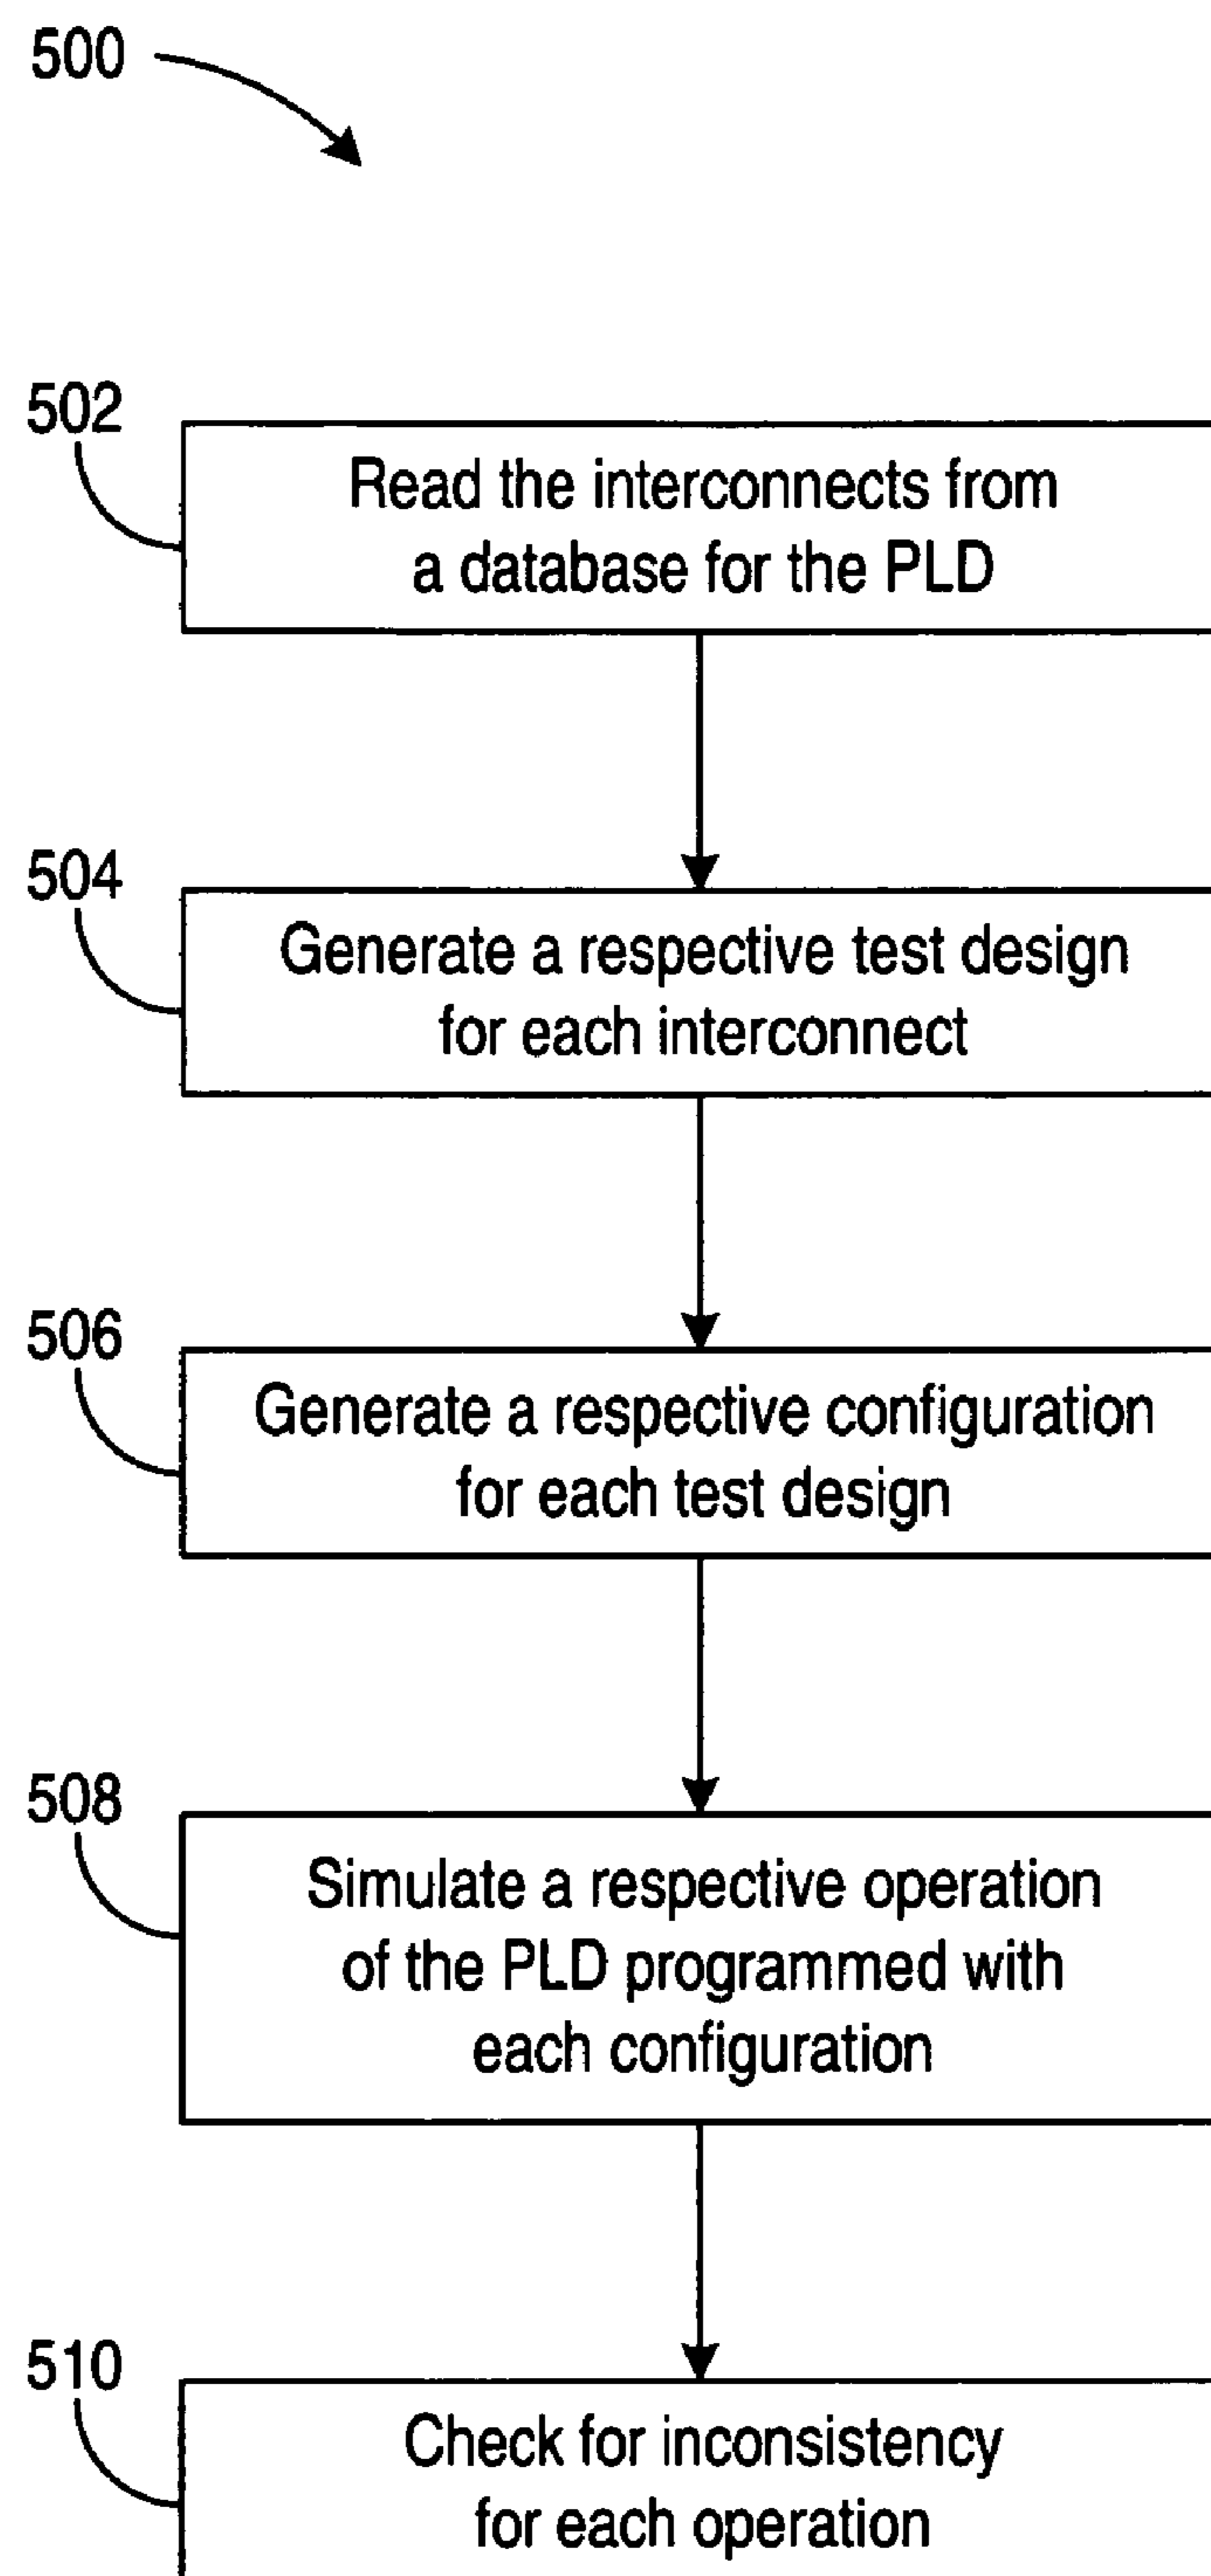 500
502
Read the interconnects from
a database for the PLD
504
Generate a respective test design
for each interconnect
506
Generate a respective configuration
for each test design
508
Simulate a respective operation
of the PLD programmed with
each configuration
510
Check for inconsistency
for each operation